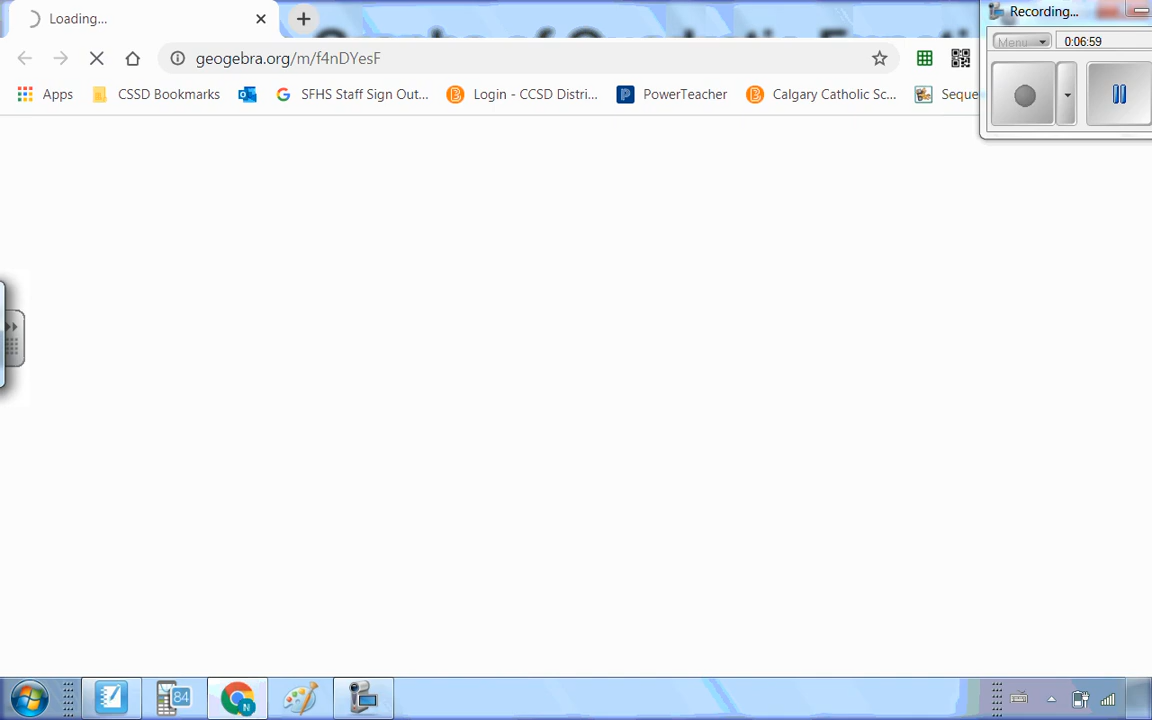 Loading...
Recording...
Menu
0:06:59
geogebra.org/m/f4nDYesF
Apps
CSSD Bookmarks
SFHS Staff Sign Out...
Login - CCSD Distri...
PowerTeacher
Calgary Catholic Sc...
Seque
84
N